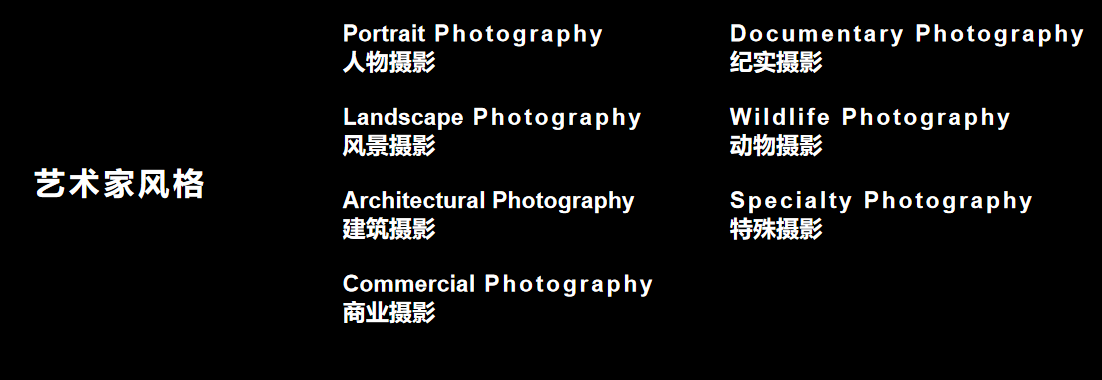 艺术家风格
Portrait Photography
人物摄影
Landscape Photography
风景摄影
Architectural Photography
建筑摄影
Commercial Photography
商业摄影
Documentary Photography
纪实摄影
Wildlife Photography
动物摄影
Specialty Photography
特殊摄影